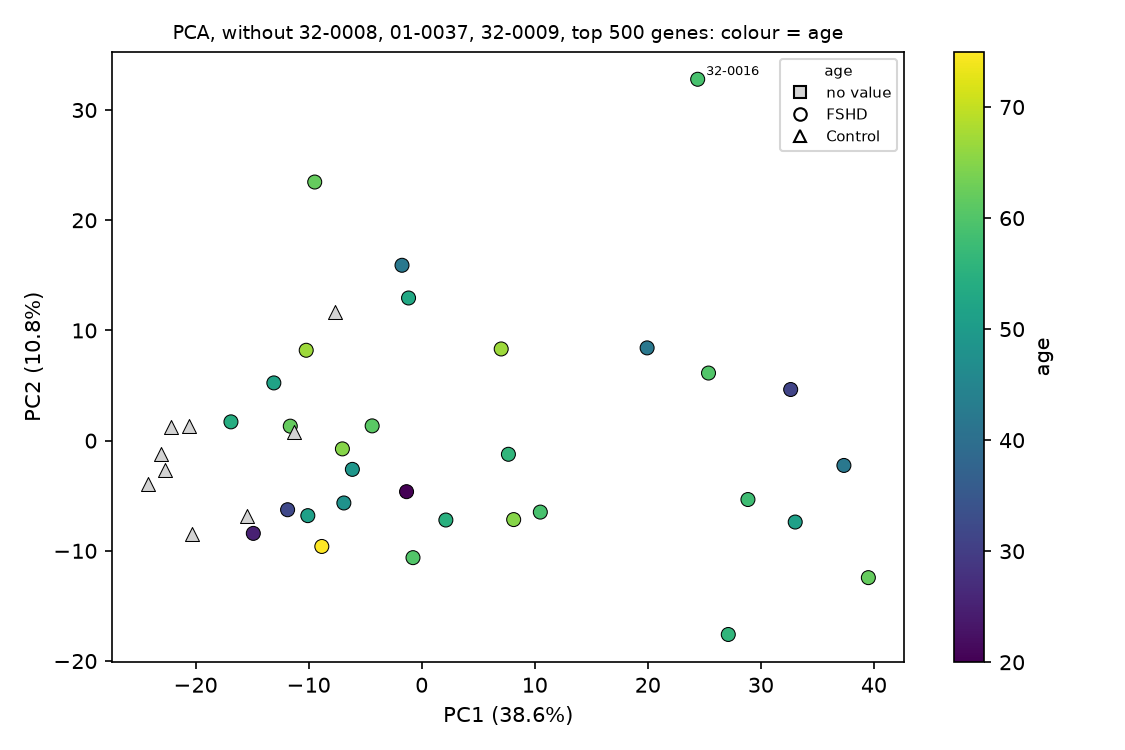 PCA, without 32-0008, 01-0037, 32-0009, top 500 genes: colour = age
32-0016
age
no value
FSHD
Control
PC2 (10.8%)
30
20
10
0
−10
−20
−20
−10
0
10
20
30
40
PC1 (38.6%)
70
60
50
40
30
20
age